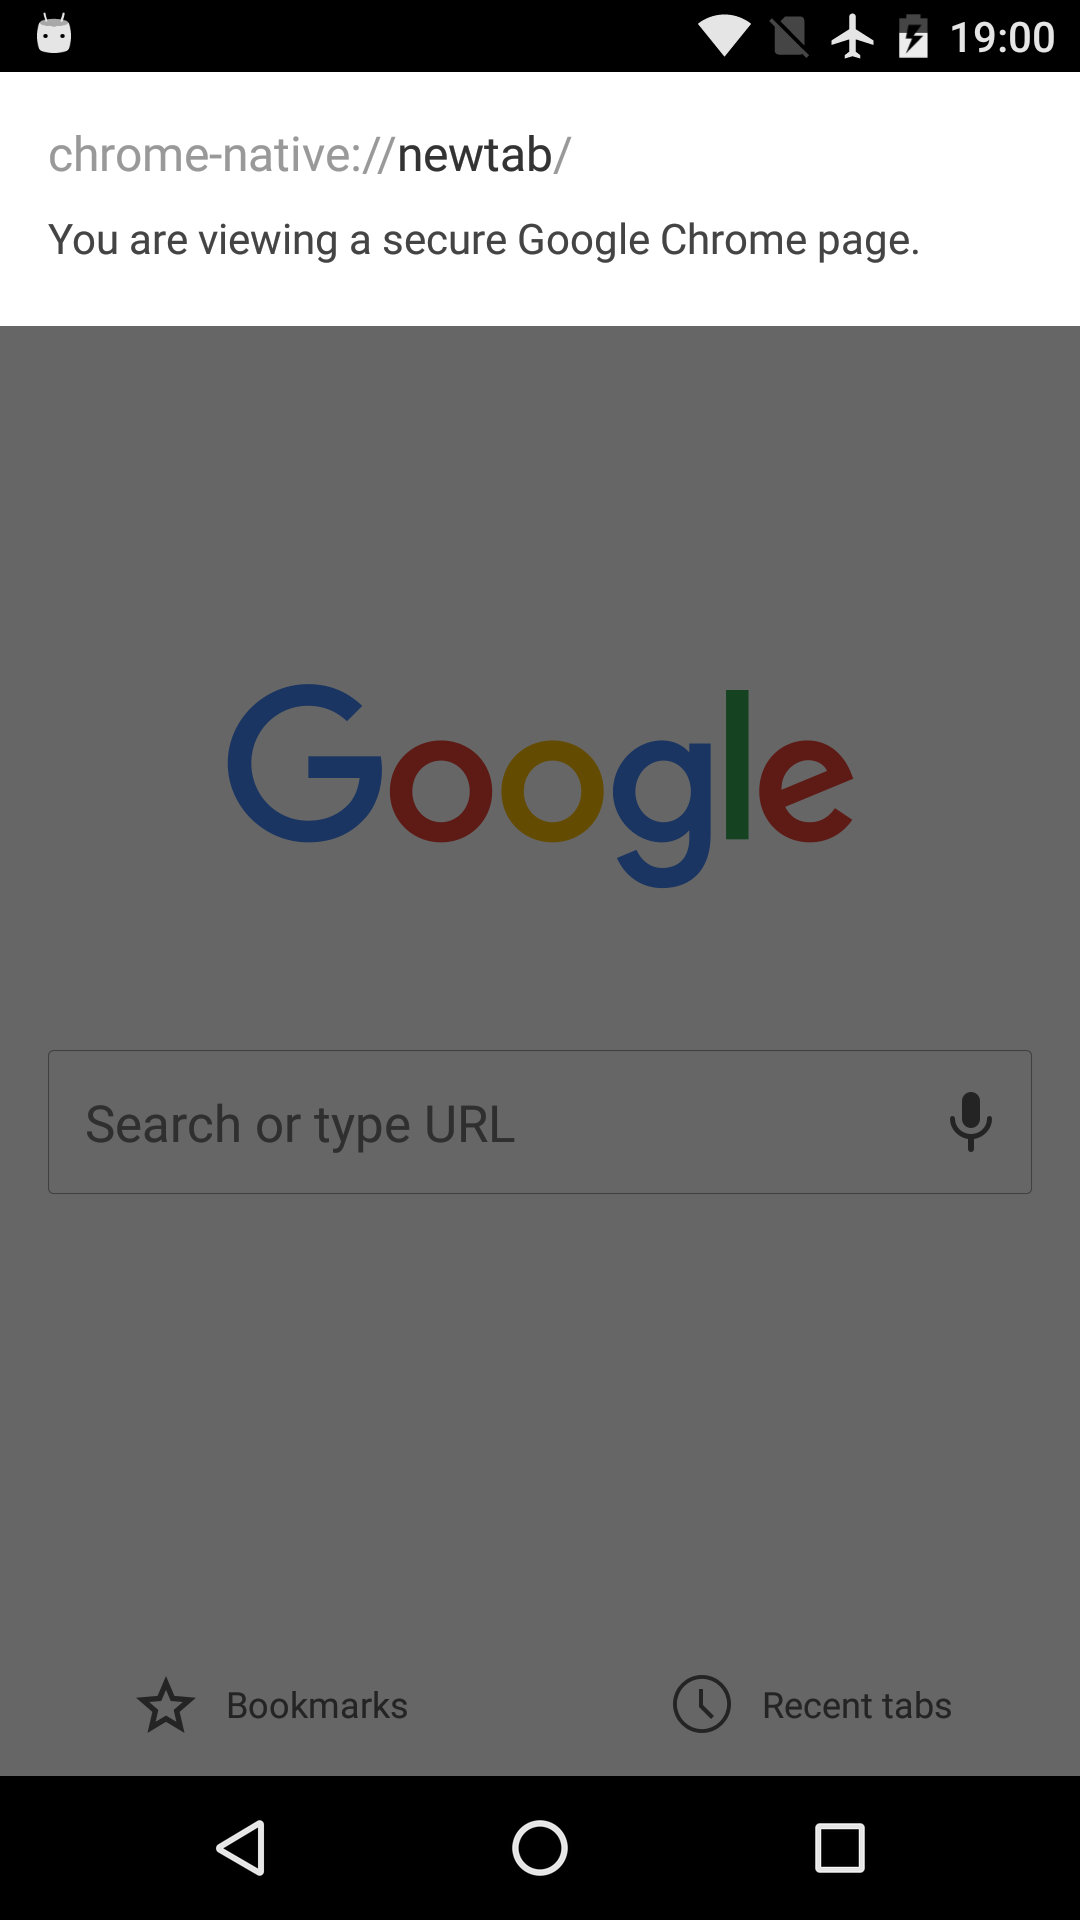 19:00
chrome-native://newtab/
You are viewing a secure Google Chrome page.
Google
Search or type URL
Bookmarks
Recent tabs